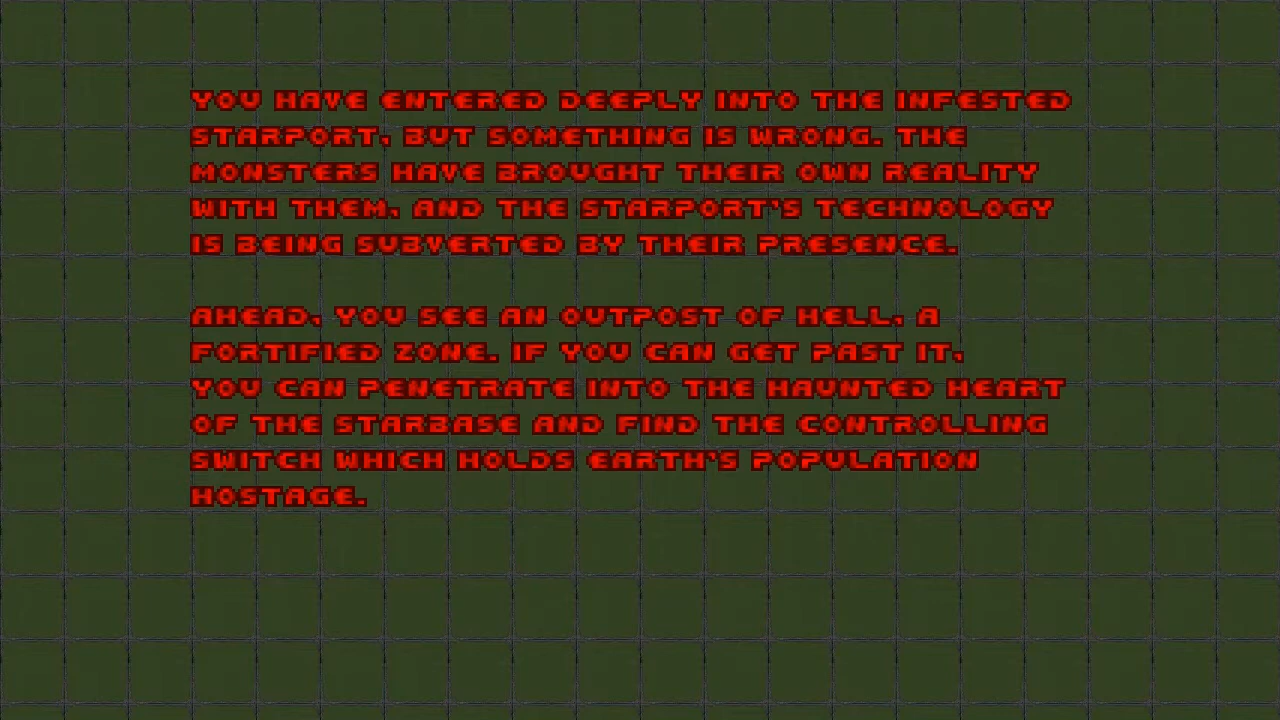 YOU HAVE ENTERED DEEPLY INTO THE INFESTED
STARPORT, BUT SOMETHING IS WRONG. THE
MONSTERS HAVE BROUGHT THEIR OWN REALITY
WITH THEM, AND THE STARPORT'S TECHNOLOGY
IS BEING SUBVERTED BY THEIR PRESENCE.
AHEAD, YOU SEE AN OUTPOST OF HELL, A
FORTIFIED ZONE. IF YOU CAN GET PAST IT,
YOU CAN PENETRATE INTO THE HAUNTED HEART
OF THE STARBASE AND FIND THE CONTROLLING
SWITCH WHICH HOLDS EARTH'S POPULATION
HOSTAGE.